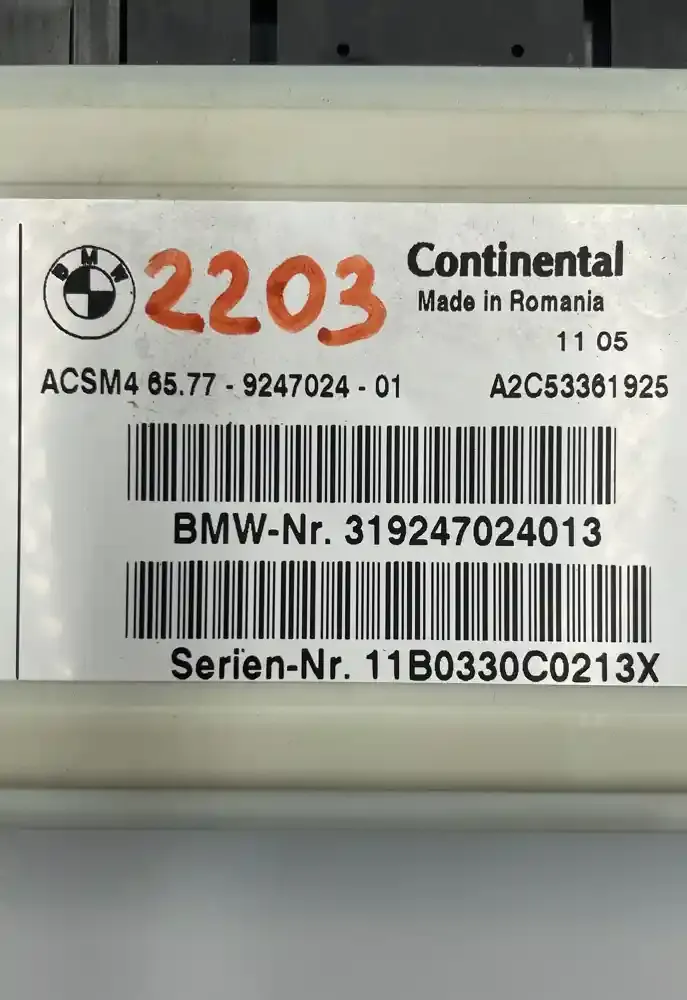 BMW
2203
Continental
Made in Romania
11 05
ACSM4 65.77 - 9247024 - 01 A2C53361925
BMW-Nr. 319247024013
Serien-Nr. 11B0330C0213X